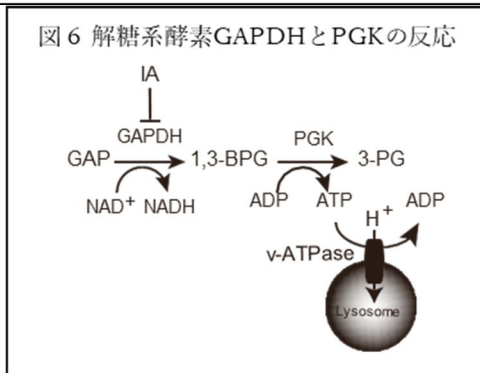 図6 解糖系酵素GAPDHとPGKの反応
IA
GAPDH
PGK
GAP 1,3-BPG 3-PG
NAD+ NADH ADP ATP ADP
H+
v-ATPase
Lysosome